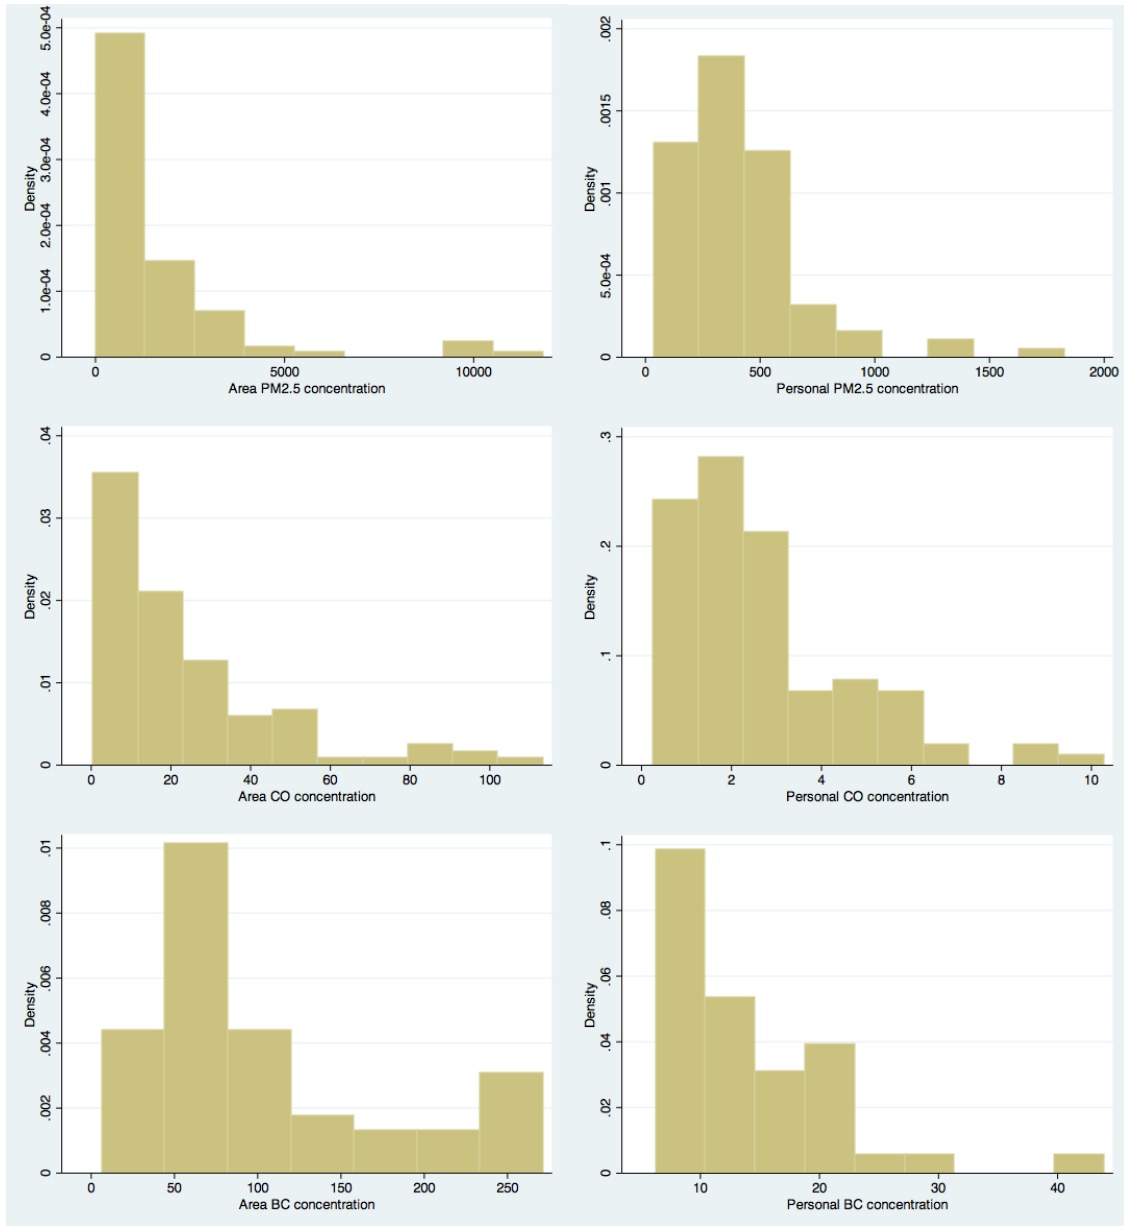 Density
0
1.0e-04
2.0e-04
3.0e-04
4.0e-04
5.0e-04
0 5000 10000
Area PM2.5 concentration
Density
0
5.0e-04
.001
.0015
.002
0 500 1000 1500 2000
Personal PM2.5 concentration
Density
0
.01
.02
.03
.04
0 20 40 60 80 100
Area CO concentration
Density
0
.1
.2
.3
0 2 4 6 8 10
Personal CO concentration
Density
0
.002
.004
.006
.008
.01
0 50 100 150 200 250
Area BC concentration
Density
0
.02
.04
.06
.08
.1
10 20 30 40
Personal BC concentration